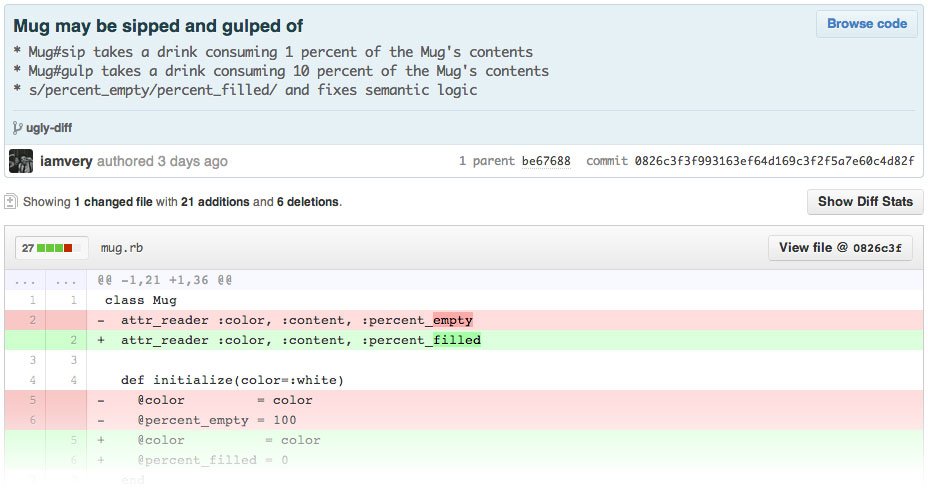 Mug may be sipped and gulped of
Browse code
* Mug#sip takes a drink consuming 1 percent of the Mug's contents
* Mug#gulp takes a drink consuming 10 percent of the Mug's contents
* s/percent_empty/percent_filled/ and fixes semantic logic
ugly-diff
iamvery authored 3 days ago 1 parent be67688 commit 0826c3f3f993163ef64d169c3f2f5a7e60c4d82f
Showing 1 changed file with 21 additions and 6 deletions.
Show Diff Stats
27 mug.rb View file @ 0826c3f
... ... @@ -1,21 +1,36 @@
1 1 class Mug
2 - attr_reader :color, :content, :percent_empty
2 + attr_reader :color, :content, :percent_filled
3 3
4 4 def initialize(color=:white)
5 - @color = color
6 - @percent_empty = 100
5 + @color = color
6 + @percent_filled = 0
7 7 end